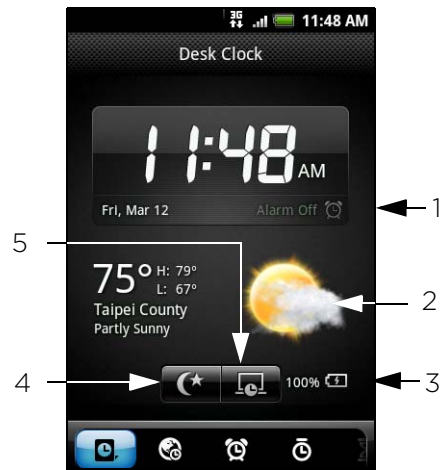 3G 11:48 AM
Desk Clock
11:48 AM
Fri, Mar 12 Alarm Off
1
5
75° H: 79°
L: 67°
Taipei County
Partly Sunny
2
4
100%
3